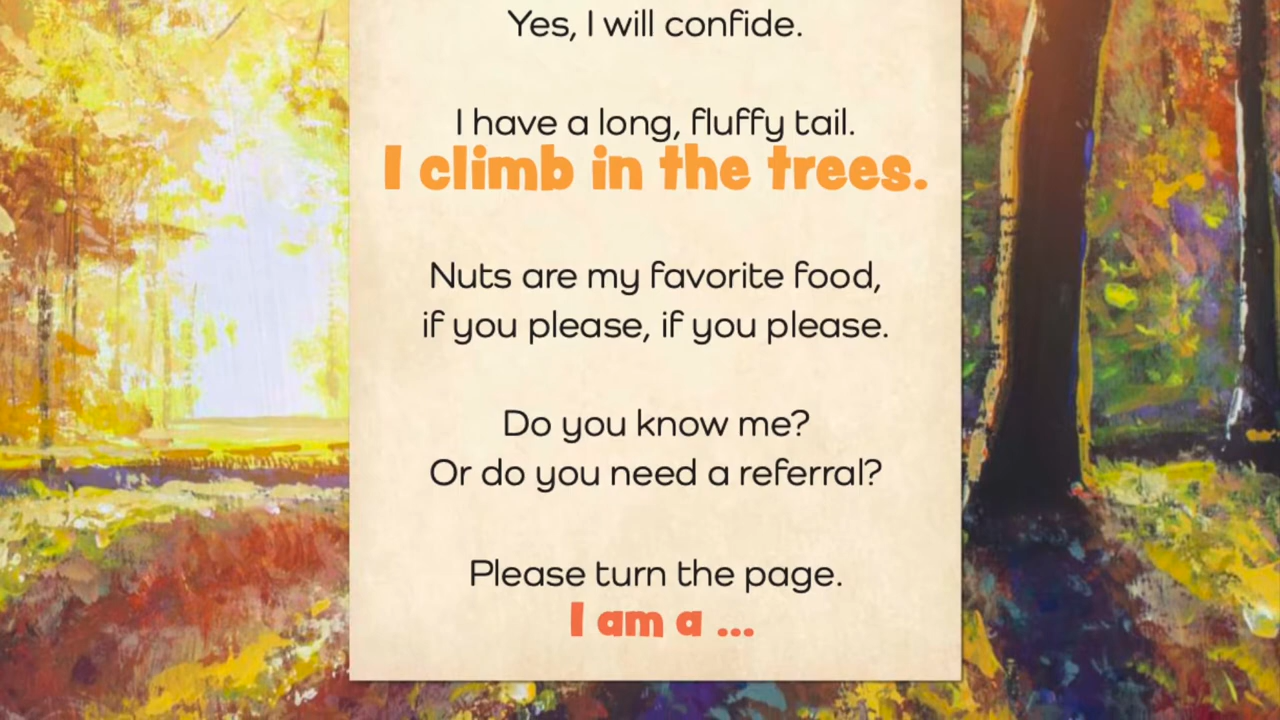 Yes, I will confide.
I have a long, fluffy tail.
I climb in the trees.
Nuts are my favorite food,
if you please, if you please.
Do you know me?
Or do you need a referral?
Please turn the page.
I am a ...